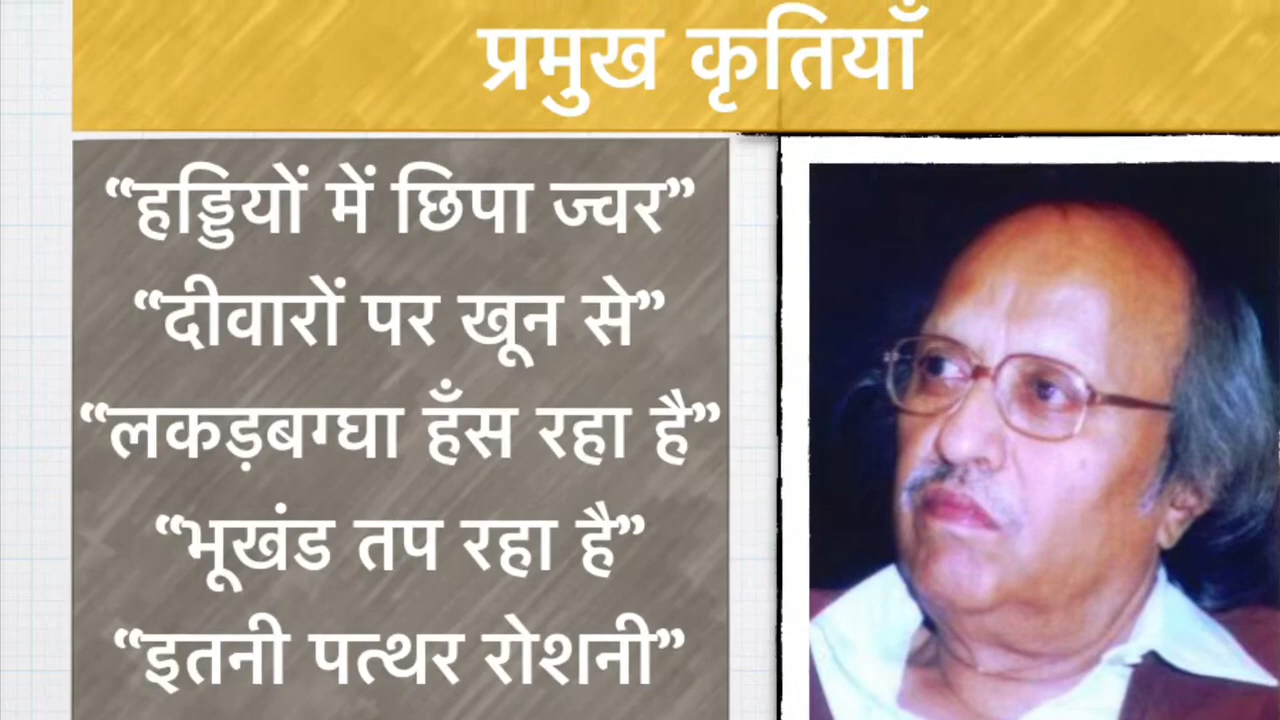 प्रमुख कृतियाँ
“हड्डियों में छिपा ज्वर”
“दीवारों पर खून से”
“लकड़बग्घा हँस रहा है”
“भूखंड तप रहा है”
“इतनी पत्थर रोशनी”